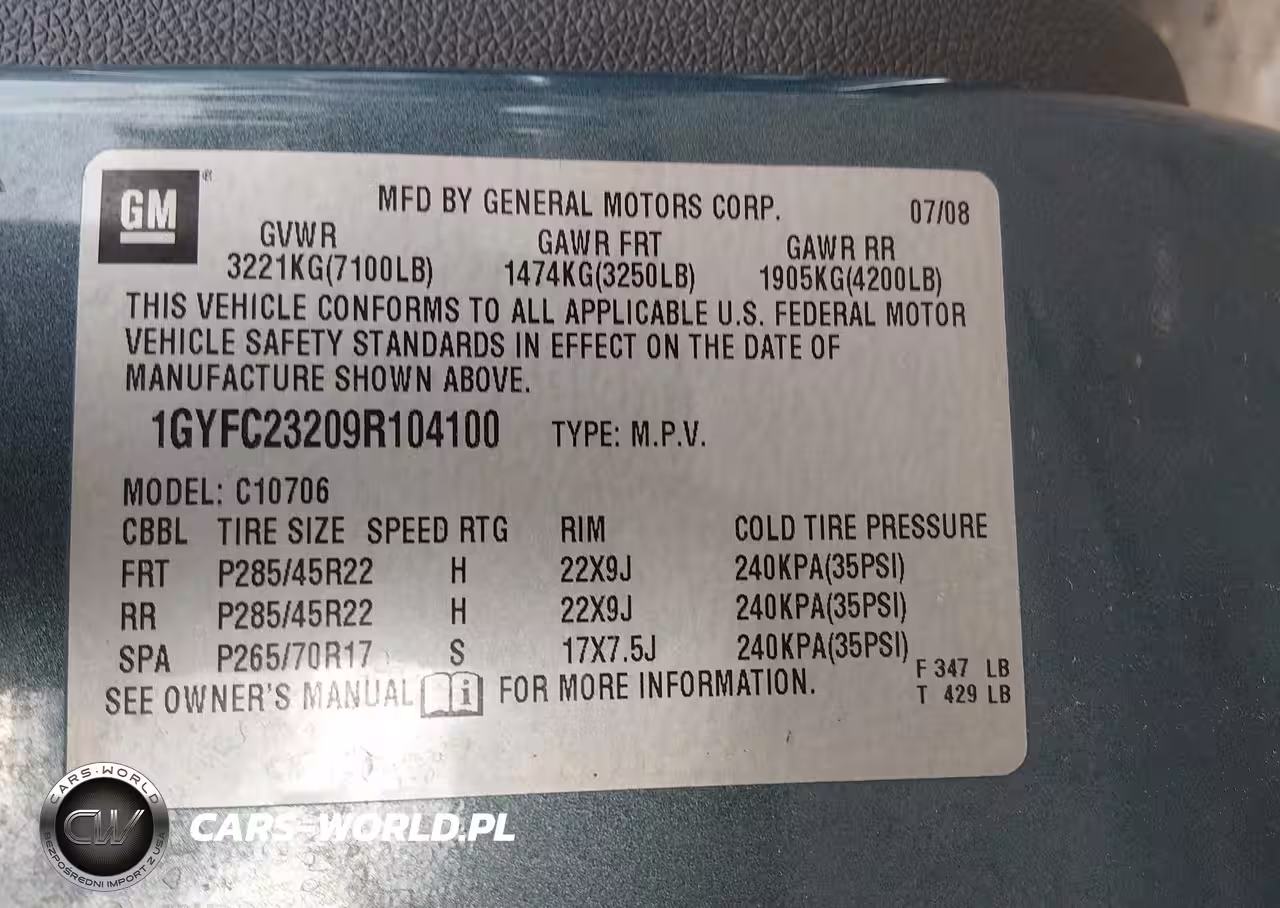 GM ®
MFD BY GENERAL MOTORS CORP. 07/08
GVWR GAWR FRT GAWR RR
3221KG(7100LB) 1474KG(3250LB) 1905KG(4200LB)
THIS VEHICLE CONFORMS TO ALL APPLICABLE U.S. FEDERAL MOTOR
VEHICLE SAFETY STANDARDS IN EFFECT ON THE DATE OF
MANUFACTURE SHOWN ABOVE.
1GYFC23209R104100 TYPE: M.P.V.
MODEL: C10706
CBBL TIRE SIZE SPEED RTG RIM COLD TIRE PRESSURE
FRT P285/45R22 H 22X9J 240KPA(35PSI)
RR P285/45R22 H 22X9J 240KPA(35PSI)
SPA P265/70R17 S 17X7.5J 240KPA(35PSI)
SEE OWNER'S MANUAL i FOR MORE INFORMATION.
F 347 LB
T 429 LB
CARS-WORLD
CW
BEZPOŚREDNI IMPORT Z USA
CARS-WORLD.PL